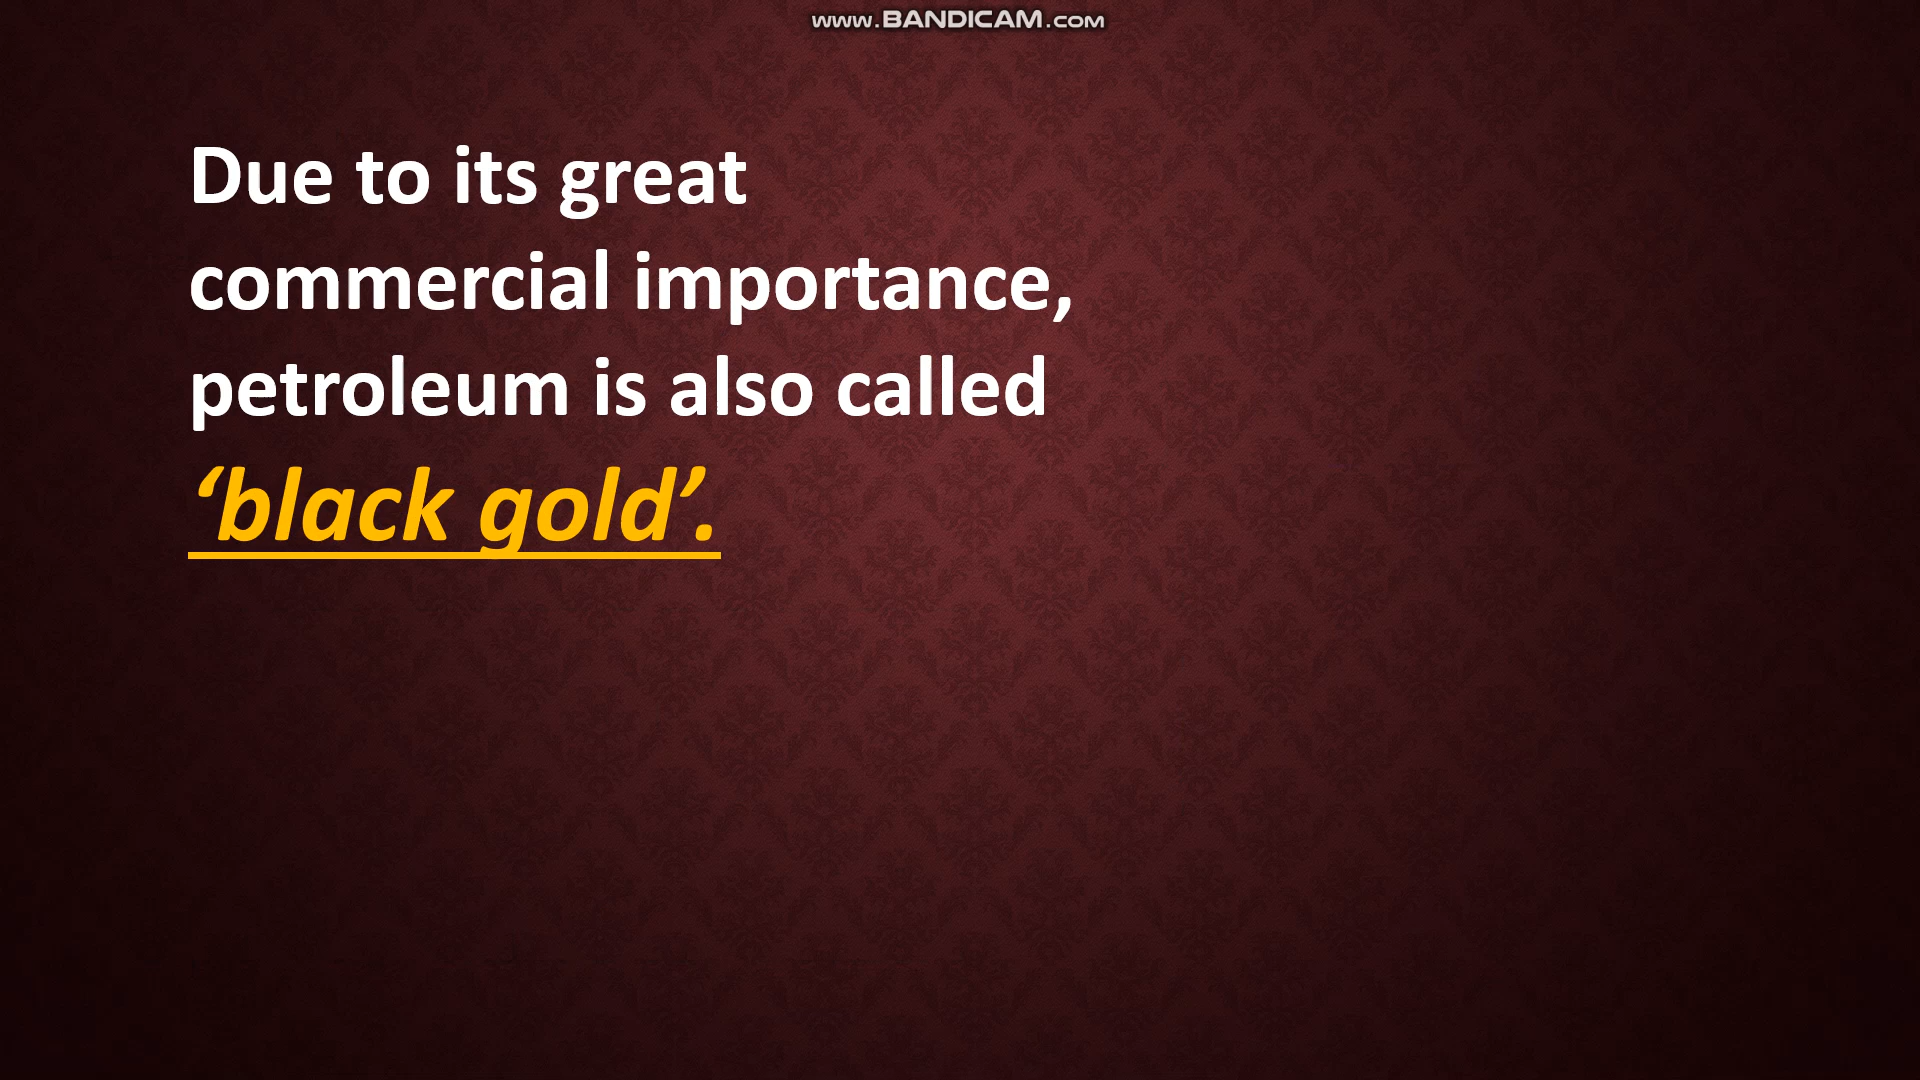 www.BANDICAM.com
Due to its great
commercial importance,
petroleum is also called
‘black gold’.